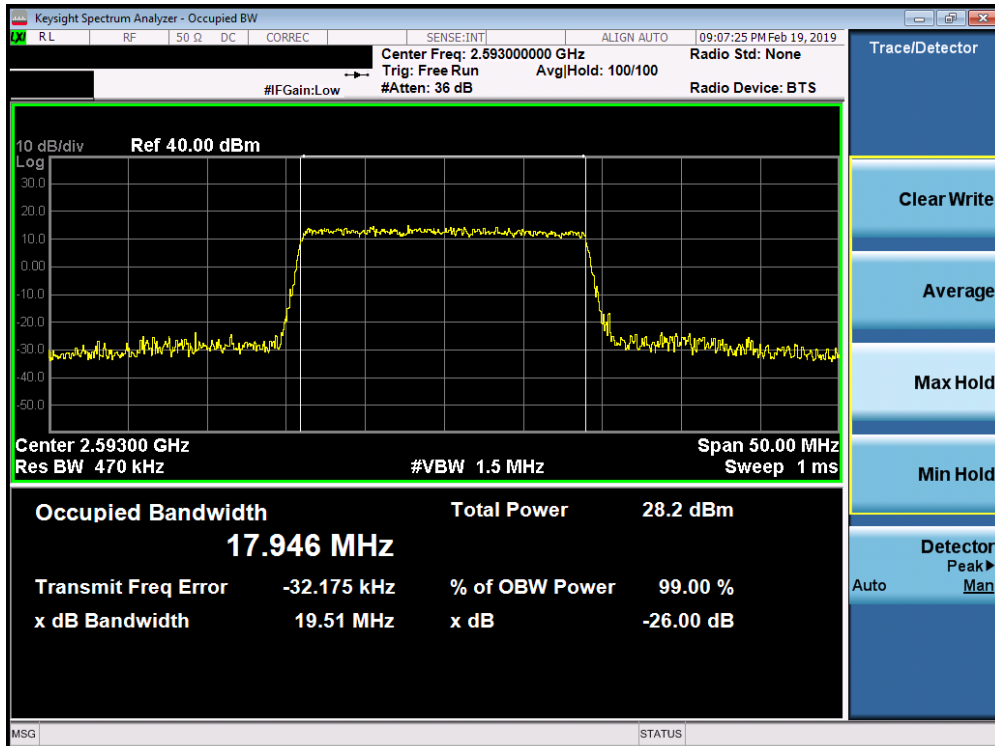 Keysight Spectrum Analyzer - Occupied BW
LXI RL RF 50 Ω DC CORREC SENSE:INT ALIGN AUTO 09:07:25 PM Feb 19, 2019
Center Freq: 2.593000000 GHz Radio Std: None
Trig: Free Run Avg|Hold: 100/100
#IFGain:Low #Atten: 36 dB Radio Device: BTS
10 dB/div Ref 40.00 dBm
Log
30.0
20.0
10.0
0.00
-10.0
-20.0
-30.0
-40.0
-50.0
Center 2.59300 GHz Span 50.00 MHz
Res BW 470 kHz #VBW 1.5 MHz Sweep 1 ms
Occupied Bandwidth Total Power 28.2 dBm
17.946 MHz
Transmit Freq Error -32.175 kHz % of OBW Power 99.00 %
x dB Bandwidth 19.51 MHz x dB -26.00 dB
Trace/Detector
Clear Write
Average
Max Hold
Min Hold
Detector
Peak▶
Auto Man
MSG STATUS